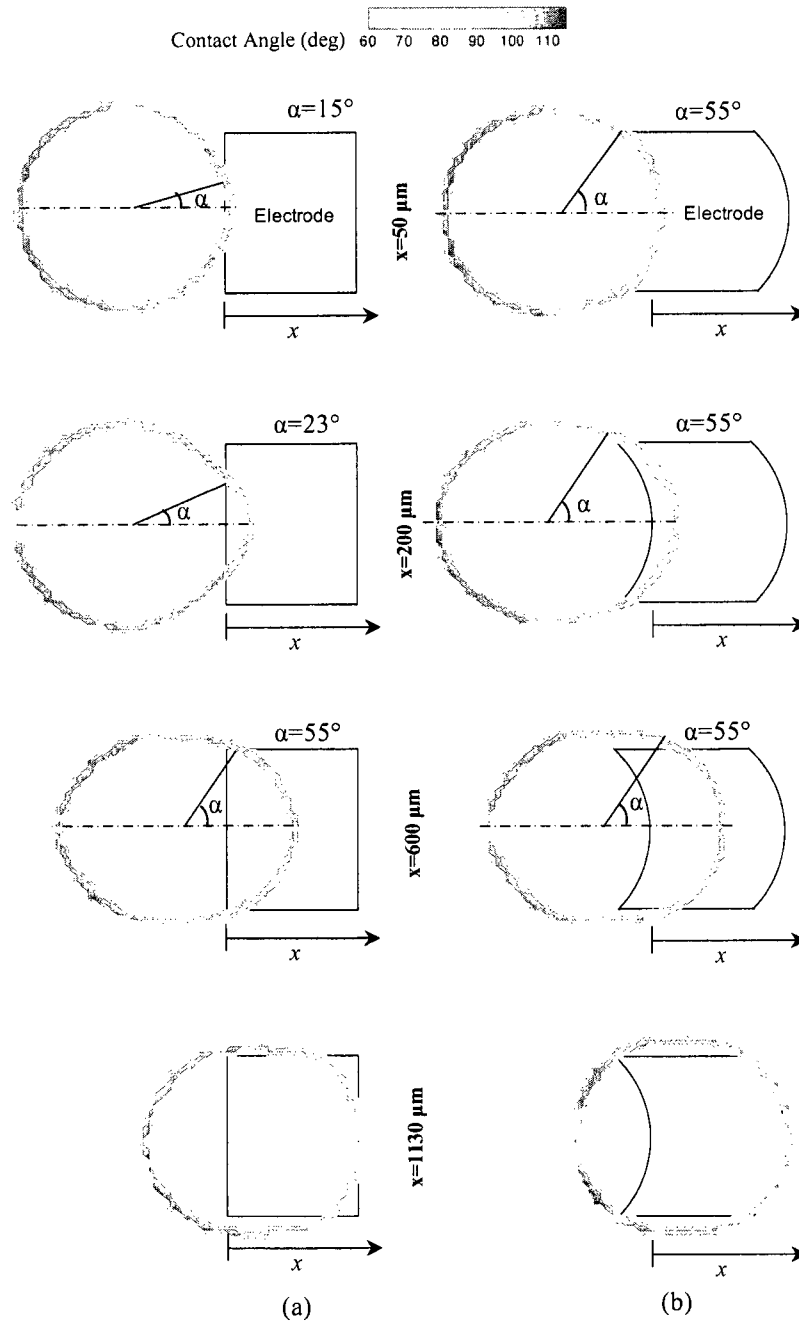 Contact Angle (deg) 60 70 80 90 100 110
α=15°
α
Electrode
x
x=50 μm
α=55°
α
Electrode
x
α=23°
α
x
x=200 μm
α=55°
α
x
α=55°
α
x
x=600 μm
α=55°
α
x
x
x=1130 μm
x
(a)
(b)